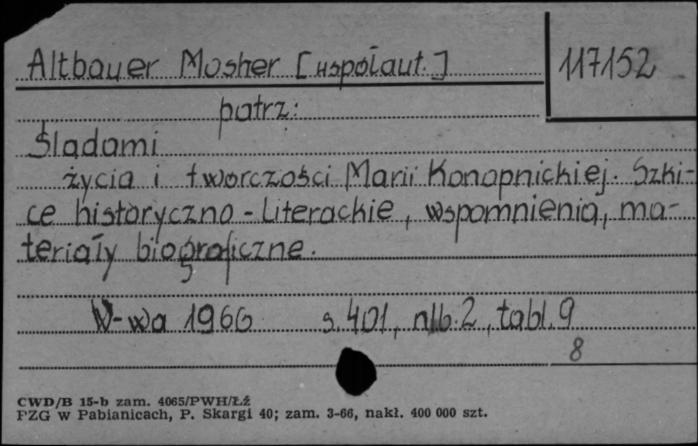 Altbauer Mosher [współaut.]
117152
patrz:
Śladami
życia i tworczości Marii Konopnickiej. Szki-
ce historyczno-literackie, wspomnienia, ma-
teriały biograficzne.
W-wa 1966 s.401, nlb.2, tabl.9
8
CWD/B 15-b zam. 4065/PWH/Łż
PZG w Pabianicach, P. Skargi 40; zam. 3-66, nakł. 400 000 szt.